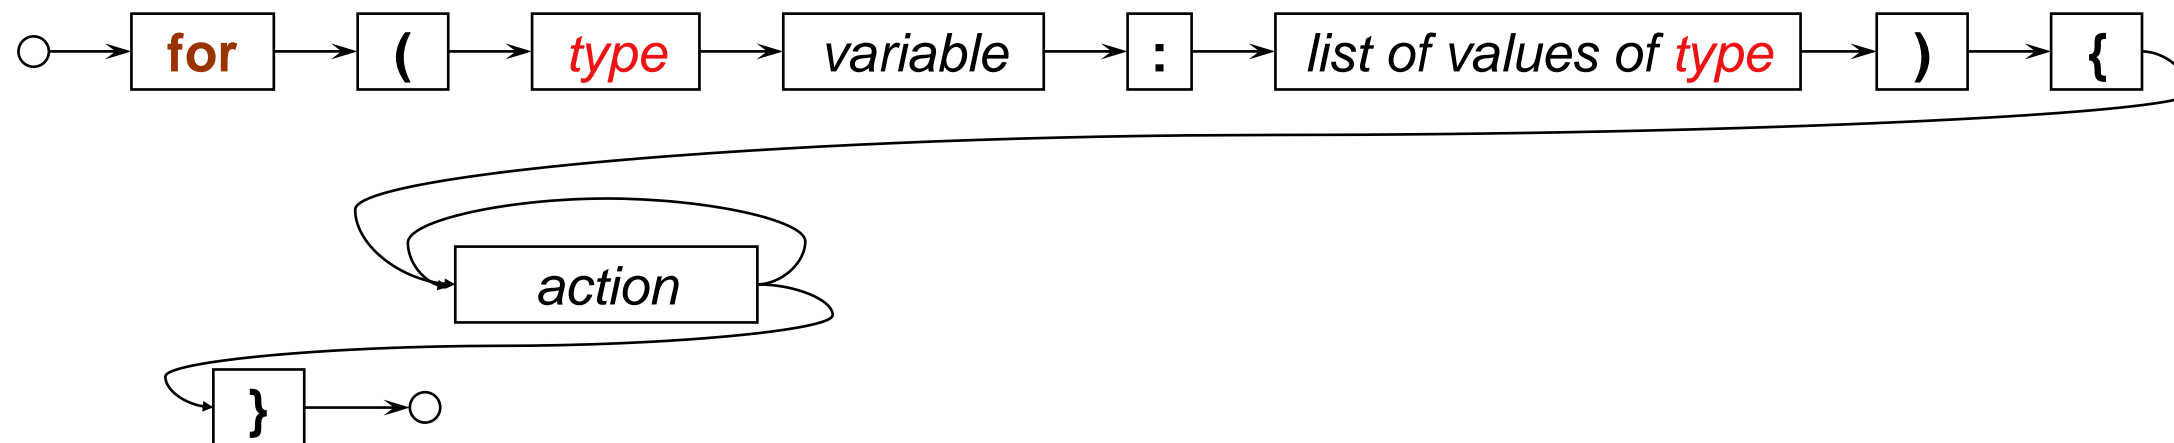 for ( type variable : list of values of type ) {
action
}